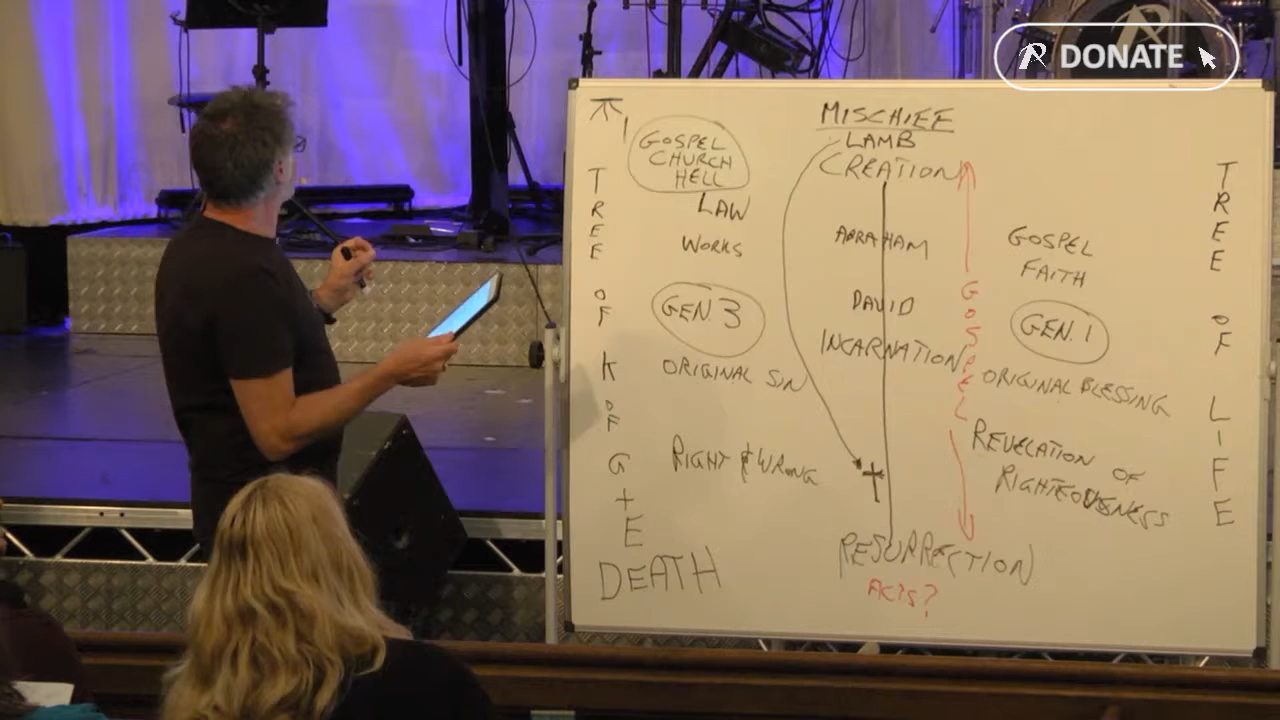 DONATE
MISCHIEF
LAMB
CREATION
ABRAHAM
DAVID
INCARNATION
RESURRECTION
ACTS?
TREE OF K OF G+E
DEATH
GOSPEL
CHURCH
HELL
LAW
WORKS
GEN. 3
ORIGINAL SIN
RIGHT & WRONG
GOSPEL
GOSPEL
FAITH
GEN. 1
ORIGINAL BLESSING
REVELATION OF
RIGHTEOUSNESS
TREE OF LIFE